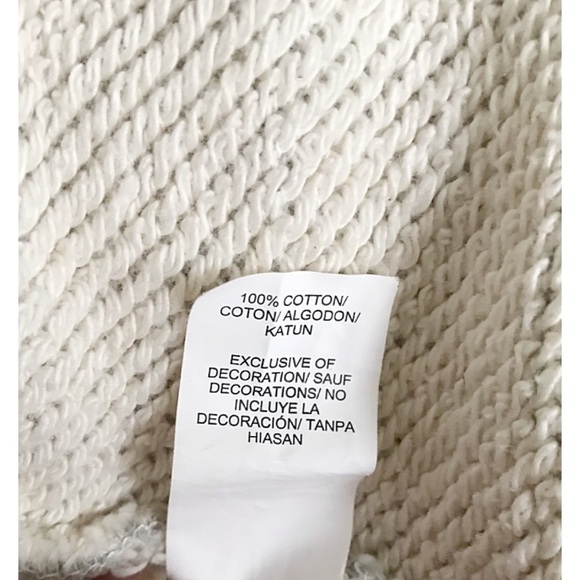 100% COTTON/
COTON/ ALGODON/
KATUN
EXCLUSIVE OF
DECORATION/ SAUF
DECORATIONS/ NO
INCLUYE LA
DECORACIÓN/ TANPA
HIASAN